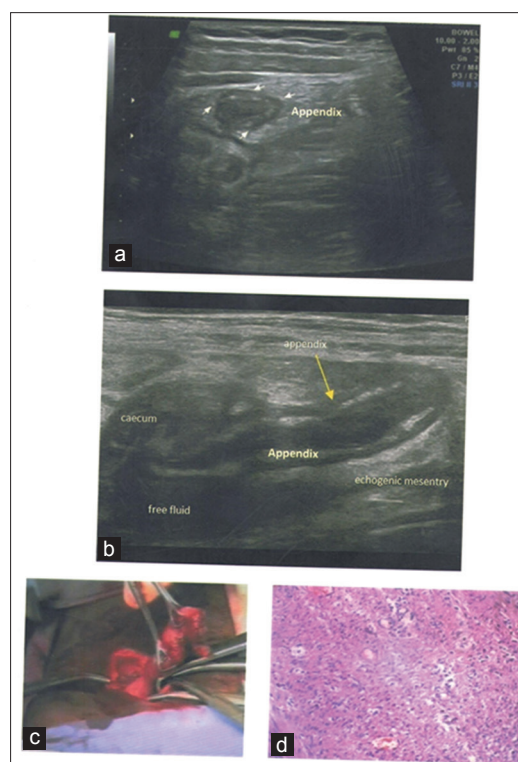 BOWEL
10.00 - 2.00
Pwr 85 %
Gn 2
C7 / M4
P3 / E2
SRI II 3
Appendix
a
appendix
caecum
Appendix
echogenic mesentry
free fluid
b
c
d